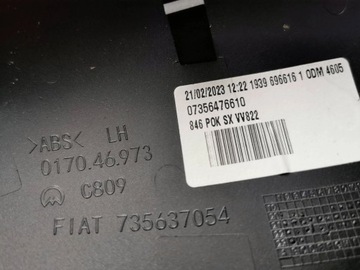 21/02/2023 12:22 1939 696616 1 ODM 4605
07356476610
846 POK SX VV822
>ABS< LH
0170.46.973
C809
FIAT 735637054